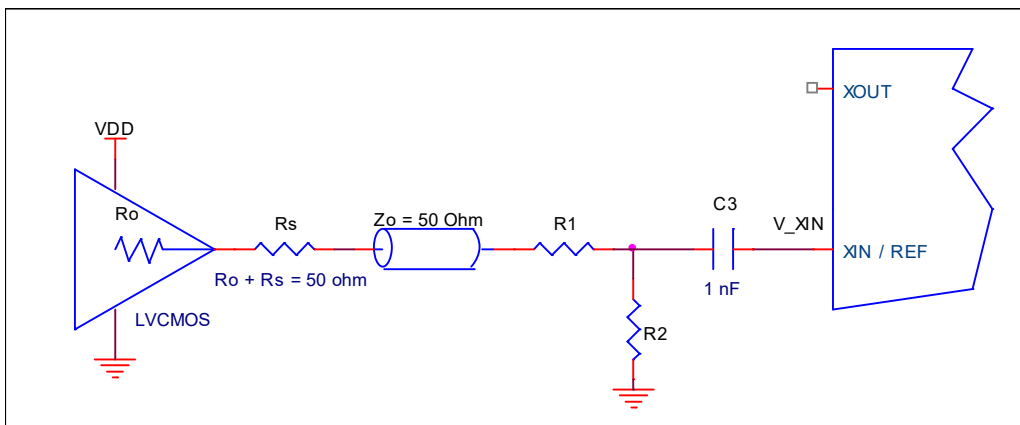 XOUT
VDD
Ro
Rs
Zo = 50 Ohm
R1
C3
V_XIN
XIN / REF
Ro + Rs = 50 ohm
1 nF
LVCMOS
R2